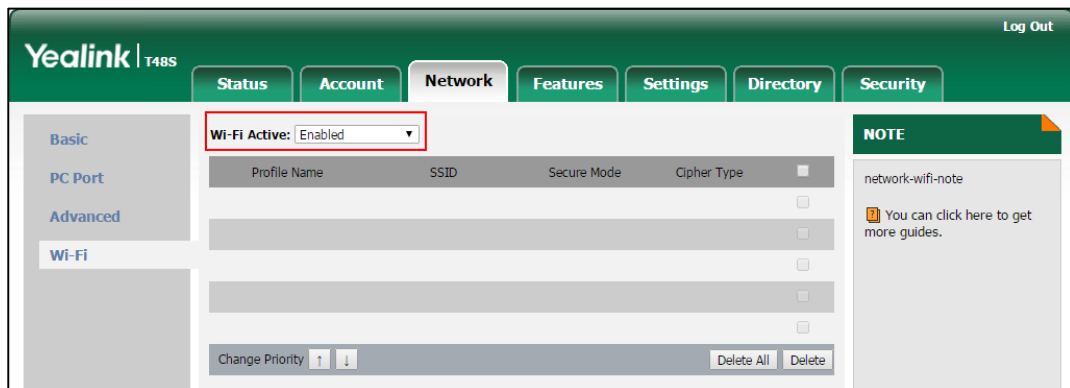 Log Out
Yealink T48S
Status Account Network Features Settings Directory Security
Basic
PC Port
Advanced
Wi-Fi
Wi-Fi Active: Enabled
Profile Name SSID Secure Mode Cipher Type
Change Priority ↑ ↓ Delete All Delete
NOTE
network-wifi-note
? You can click here to get
more guides.